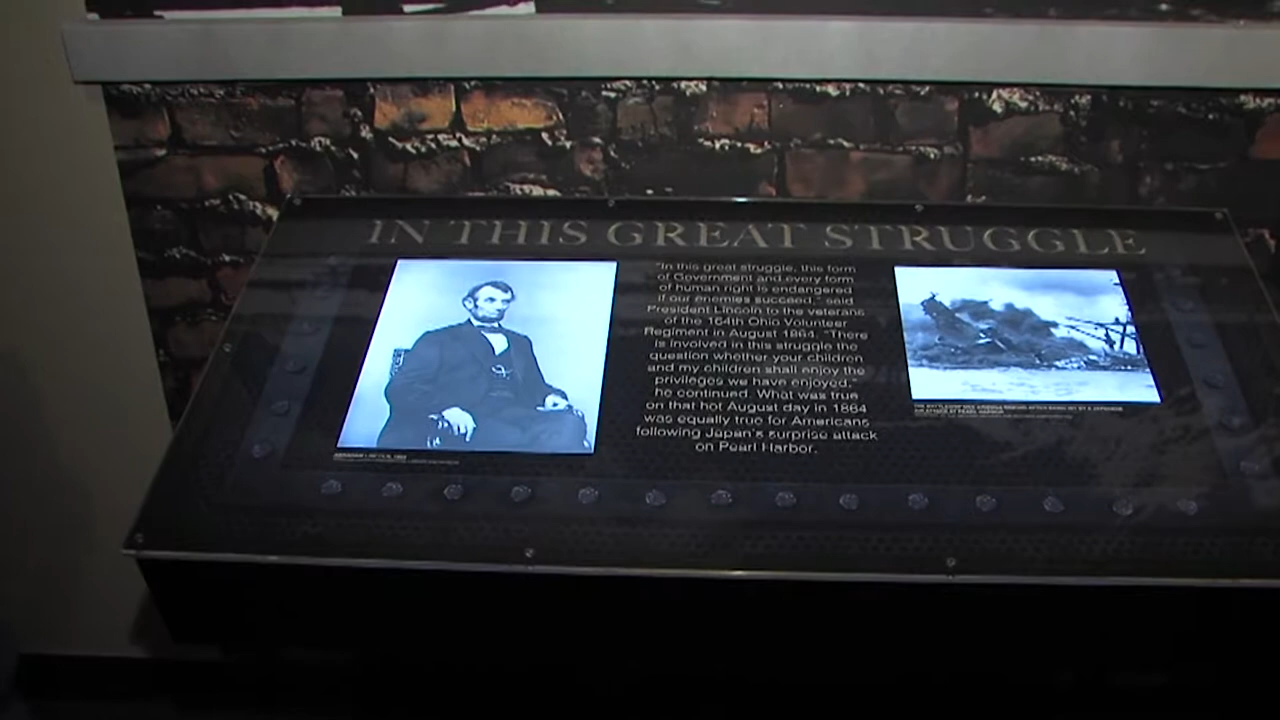 IN THIS GREAT STRUGGLE
"In this great struggle, this form
of Government and every form
of human right is endangered
if our enemies succeed," said
President Lincoln to the veterans
of the 164th Ohio Volunteer
Regiment in August 1864. "There
is involved in this struggle the
question whether your children
and my children shall enjoy the
privileges we have enjoyed."
he continued. What was true
on that hot August day in 1864
was equally true for Americans
following Japan's surprise attack
on Pearl Harbor.